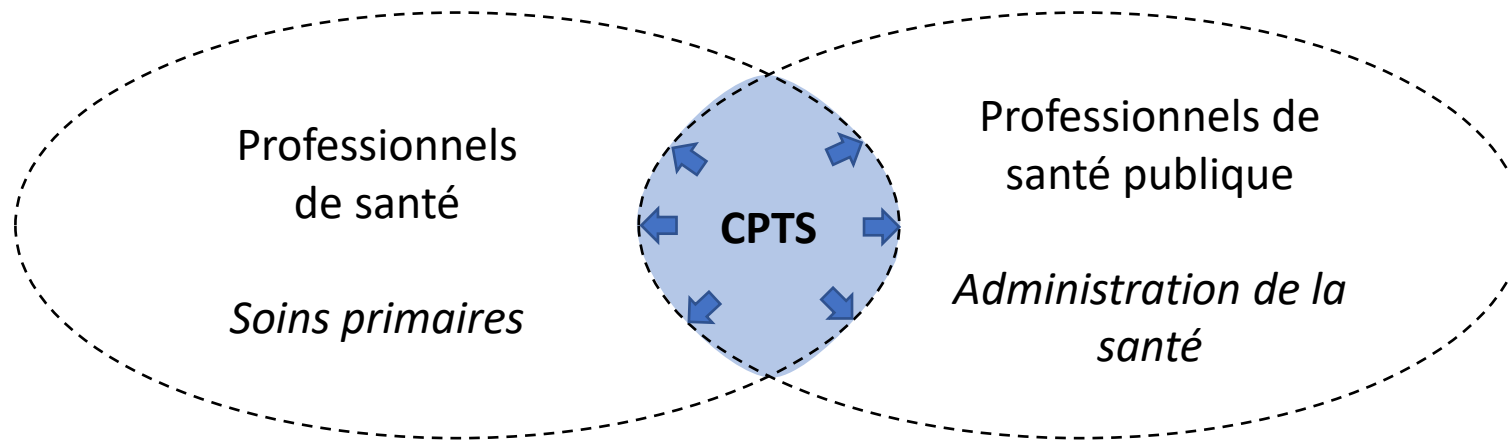 Professionnels
de santé
Soins primaires
CPTS
Professionnels de
santé publique
Administration de la
santé